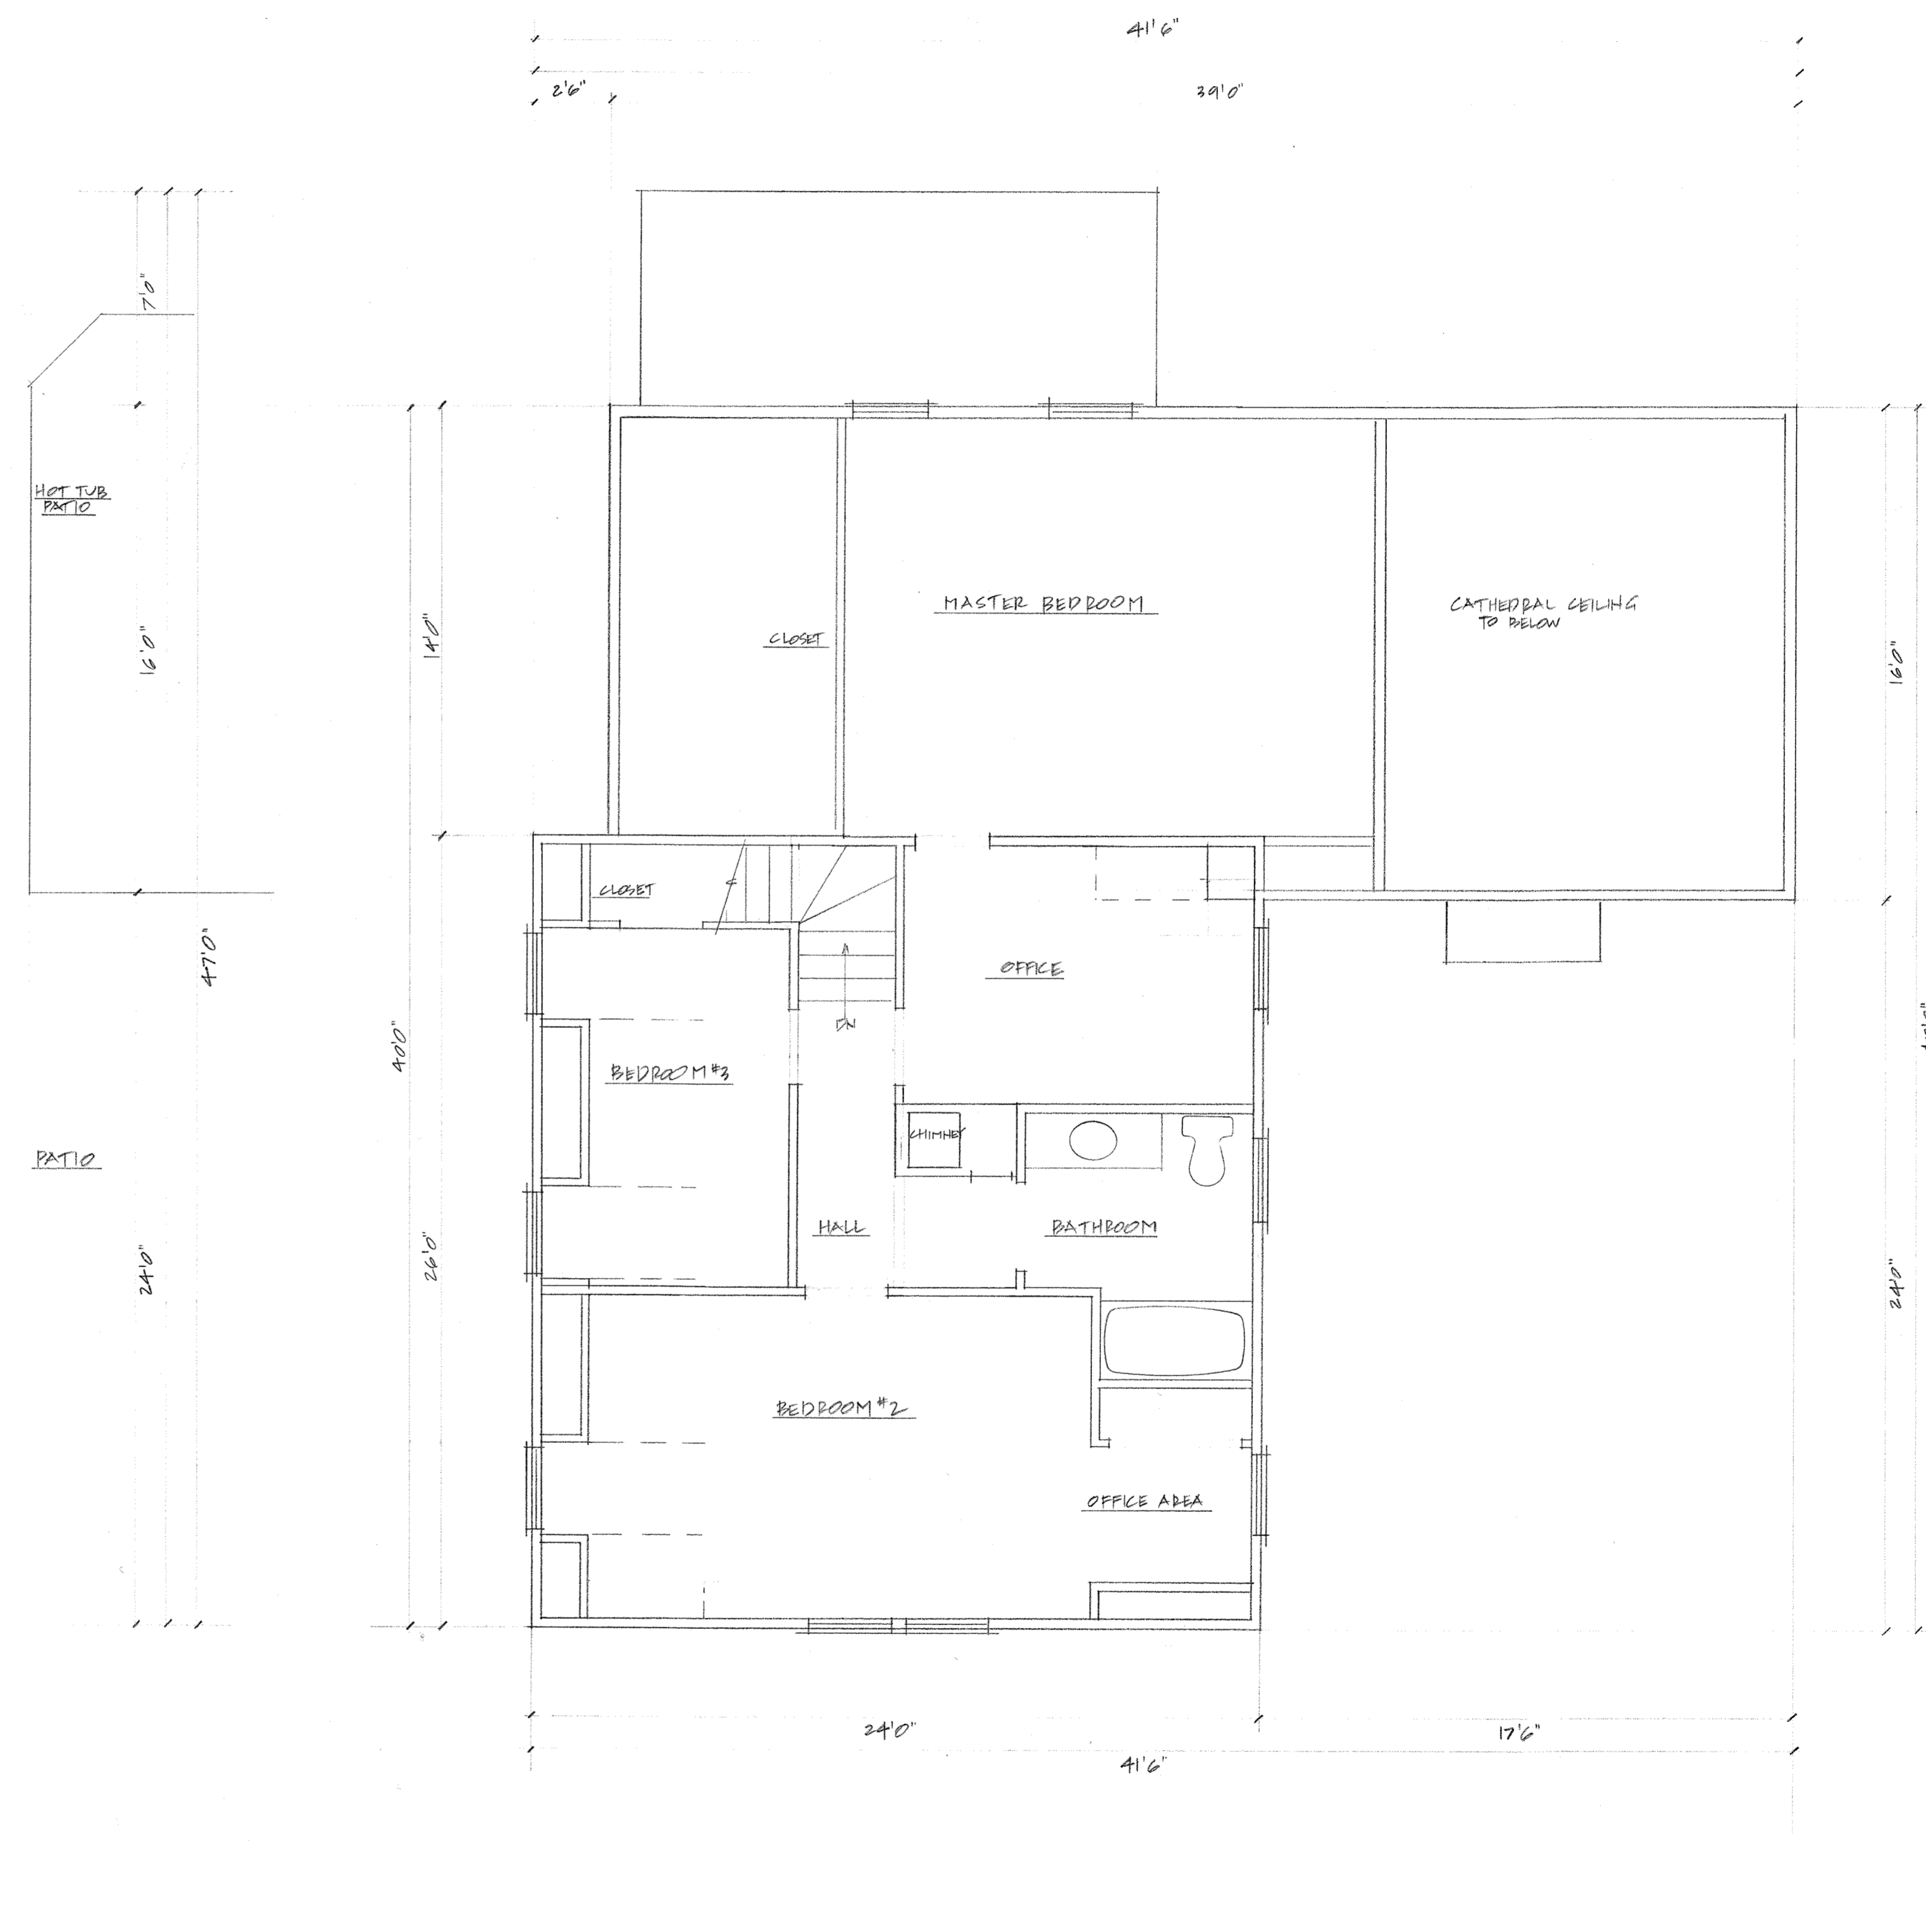 41'6"
2'6"
39'0"
7'0"
HOT TUB
PATIO
16'0"
14'0"
MASTER BEDROOM
CLOSET
CATHEDRAL CEILING
TO BELOW
16'0"
CLOSET
47'0"
OFFICE
DN
40'0"
BEDROOM #3
CHIMNEY
PATIO
HALL
BATHROOM
24'0"
26'0"
24'0"
BEDROOM #2
OFFICE AREA
24'0"
17'6"
41'6"